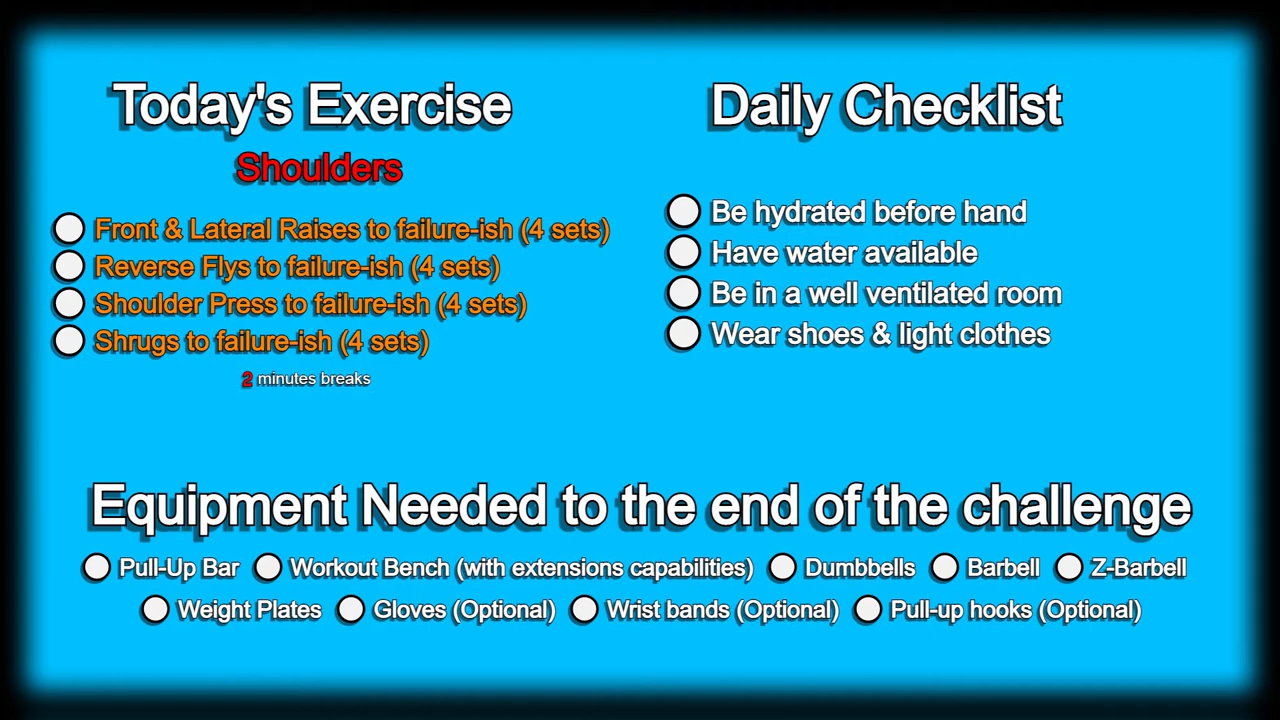 Today's Exercise
Shoulders
Front & Lateral Raises to failure-ish (4 sets)
Reverse Flys to failure-ish (4 sets)
Shoulder Press to failure-ish (4 sets)
Shrugs to failure-ish (4 sets)
2 minutes breaks
Daily Checklist
Be hydrated before hand
Have water available
Be in a well ventilated room
Wear shoes & light clothes
Equipment Needed to the end of the challenge
Pull-Up Bar Workout Bench (with extensions capabilities) Dumbbells Barbell Z-Barbell
Weight Plates Gloves (Optional) Wrist bands (Optional) Pull-up hooks (Optional)